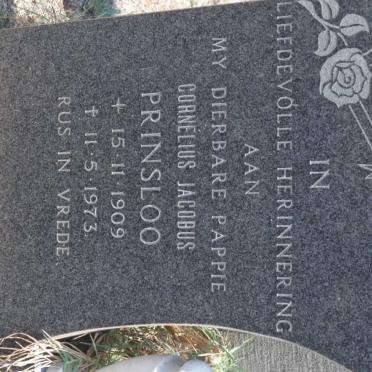 IN
LIEFDEVOLLE HERINNERING
AAN
MY DIERBARE PAPPIE
CORNELIUS JACOBUS
PRINSLOO
+ 15.11.1909
† 11.5.1973
RUS IN VREDE